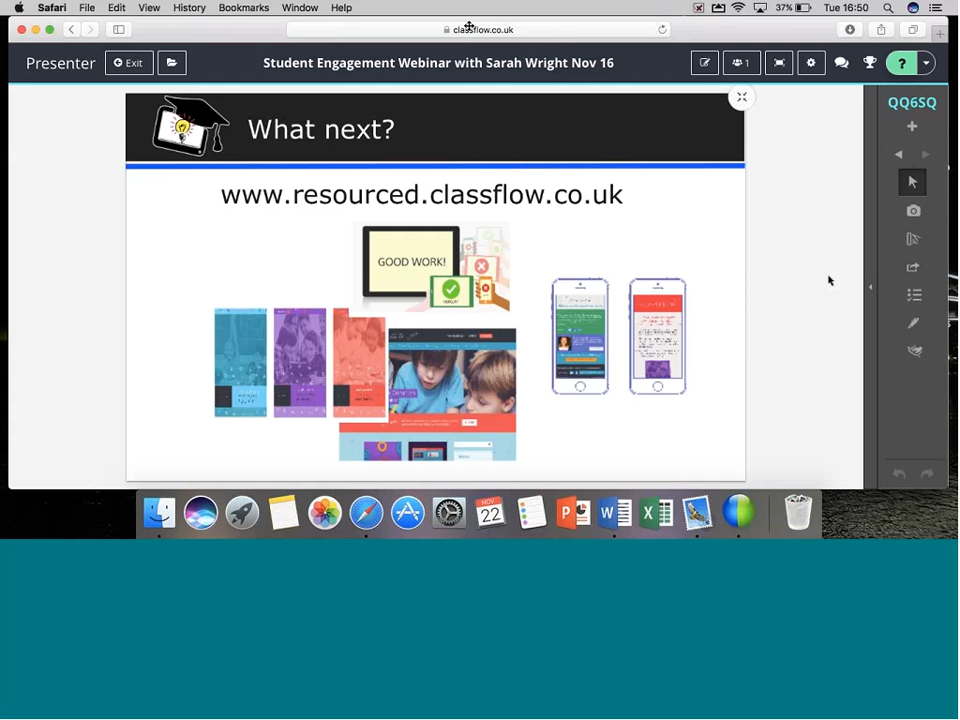 Safari File Edit View History Bookmarks Window Help 37% Tue 16:50
classflow.co.uk
Presenter Exit Student Engagement Webinar with Sarah Wright Nov 16 1 ?
QQ6SQ
What next?
www.resourced.classflow.co.uk
GOOD WORK!
NOV
22
P W X